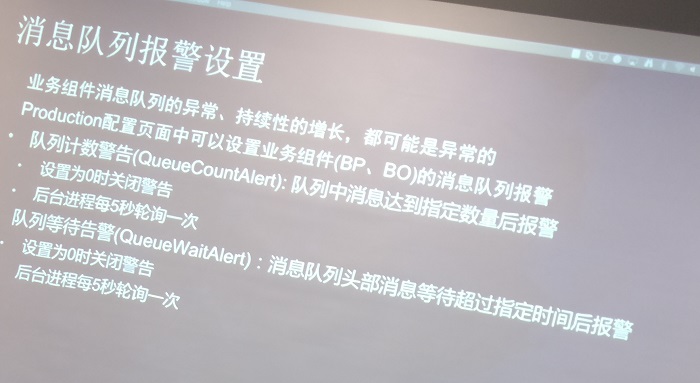 消息队列报警设置
业务组件消息队列的异常、持续性的增长，都可能是异常的
Production配置页面中可以设置业务组件(BP、BO)的消息队列报警
• 队列计数警告(QueueCountAlert): 队列中消息达到指定数量后报警
• 设置为0时关闭警告
• 后台进程每5秒轮询一次
队列等待告警(QueueWaitAlert)：消息队列头部消息等待超过指定时间后报警
• 设置为0时关闭警告
后台进程每5秒轮询一次